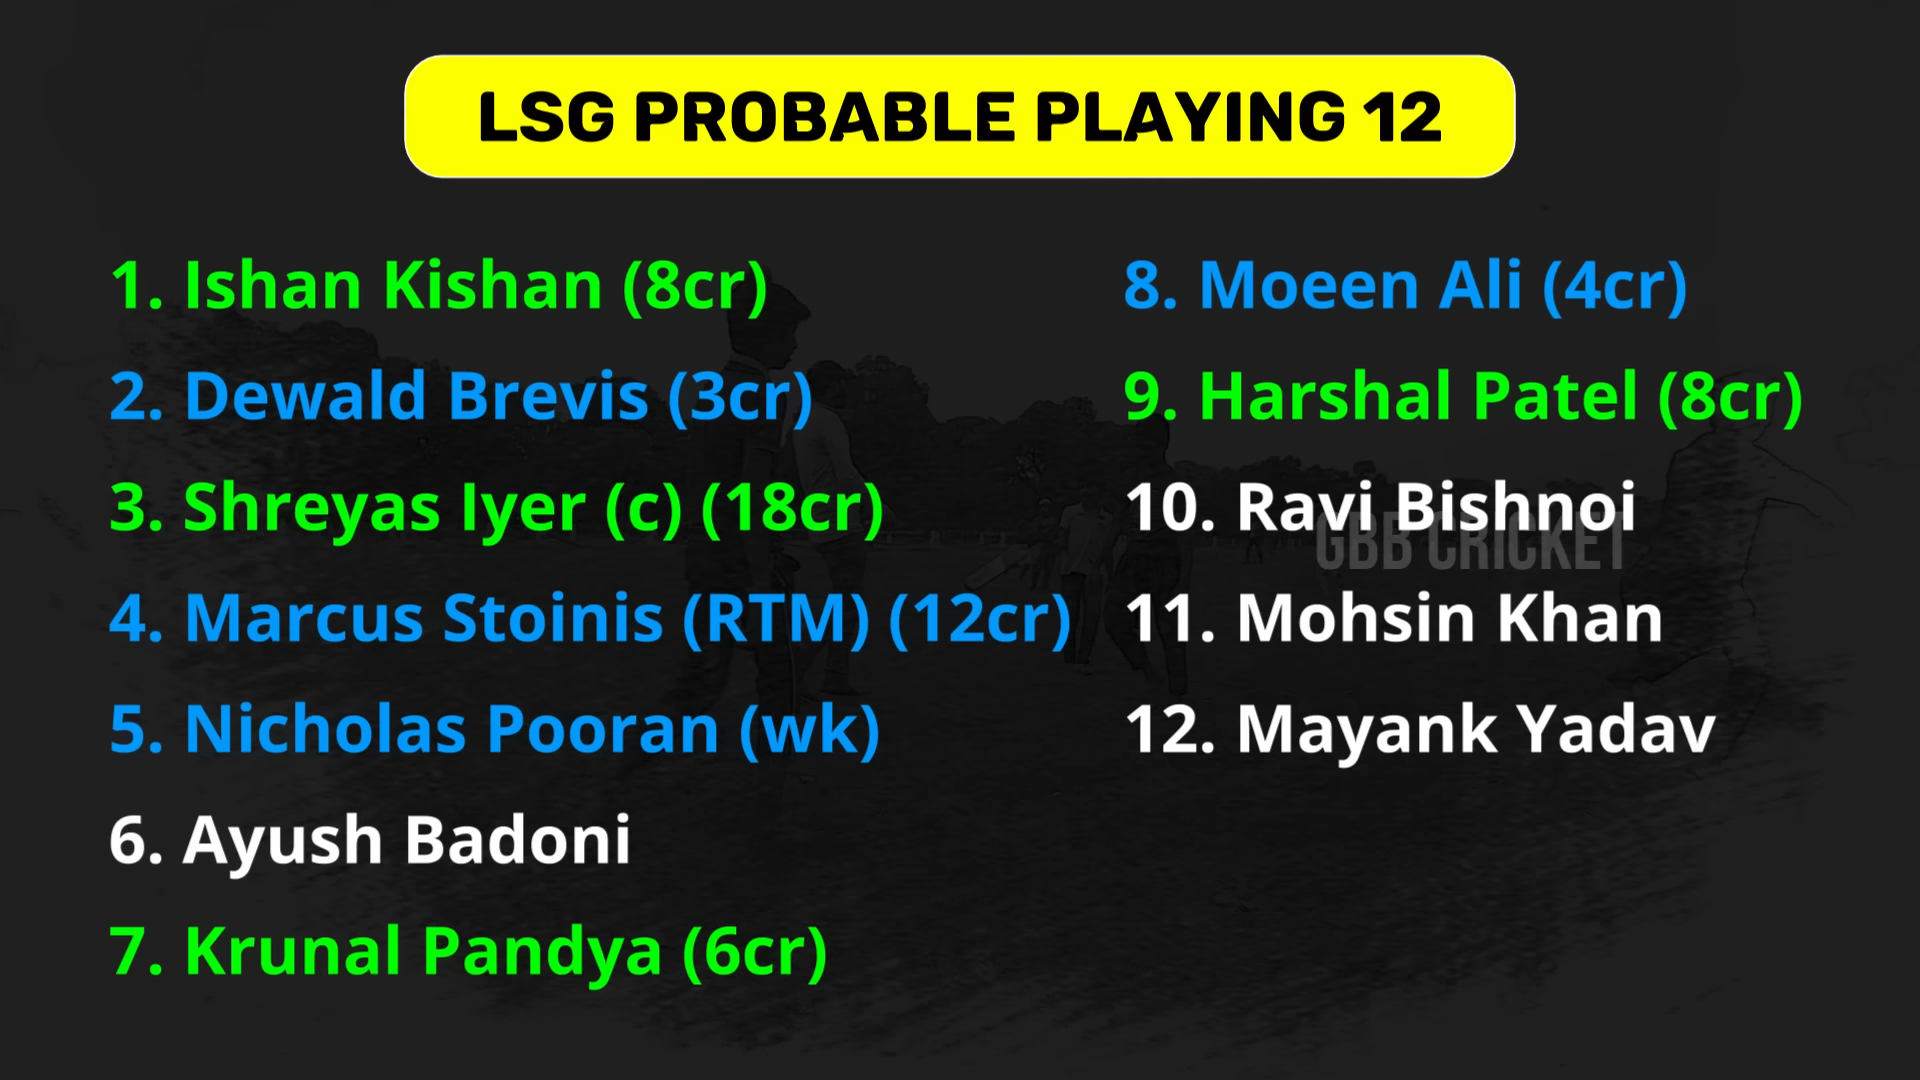 LSG PROBABLE PLAYING 12
1. Ishan Kishan (8cr)
2. Dewald Brevis (3cr)
3. Shreyas Iyer (c) (18cr)
4. Marcus Stoinis (RTM) (12cr)
5. Nicholas Pooran (wk)
6. Ayush Badoni
7. Krunal Pandya (6cr)
8. Moeen Ali (4cr)
9. Harshal Patel (8cr)
10. Ravi Bishnoi
GBB CRICKET
11. Mohsin Khan
12. Mayank Yadav